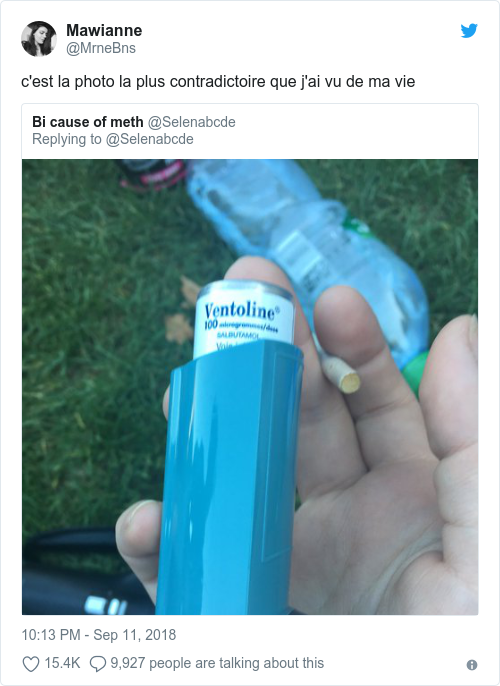 Mawianne
@MrneBns
c'est la photo la plus contradictoire que j'ai vu de ma vie
Bi cause of meth @Selenabcde
Replying to @Selenabcde
Ventoline®
100 microgrammes/dose
SALBUTAMOL
10:13 PM - Sep 11, 2018
15.4K 9,927 people are talking about this